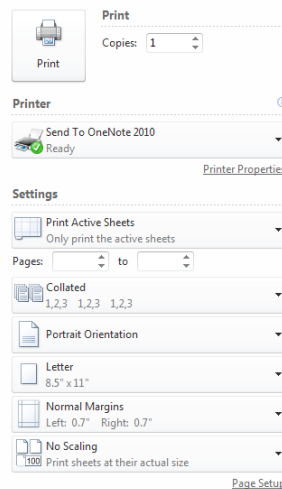 Print
Print
Copies: 1
Printer
Send To OneNote 2010
Ready
Printer Propertie
Settings
Print Active Sheets
Only print the active sheets
Pages: to
Collated
1,2,3 1,2,3 1,2,3
Portrait Orientation
Letter
8.5" x 11"
Normal Margins
Left: 0.7" Right: 0.7"
No Scaling
100 Print sheets at their actual size
Page Setup